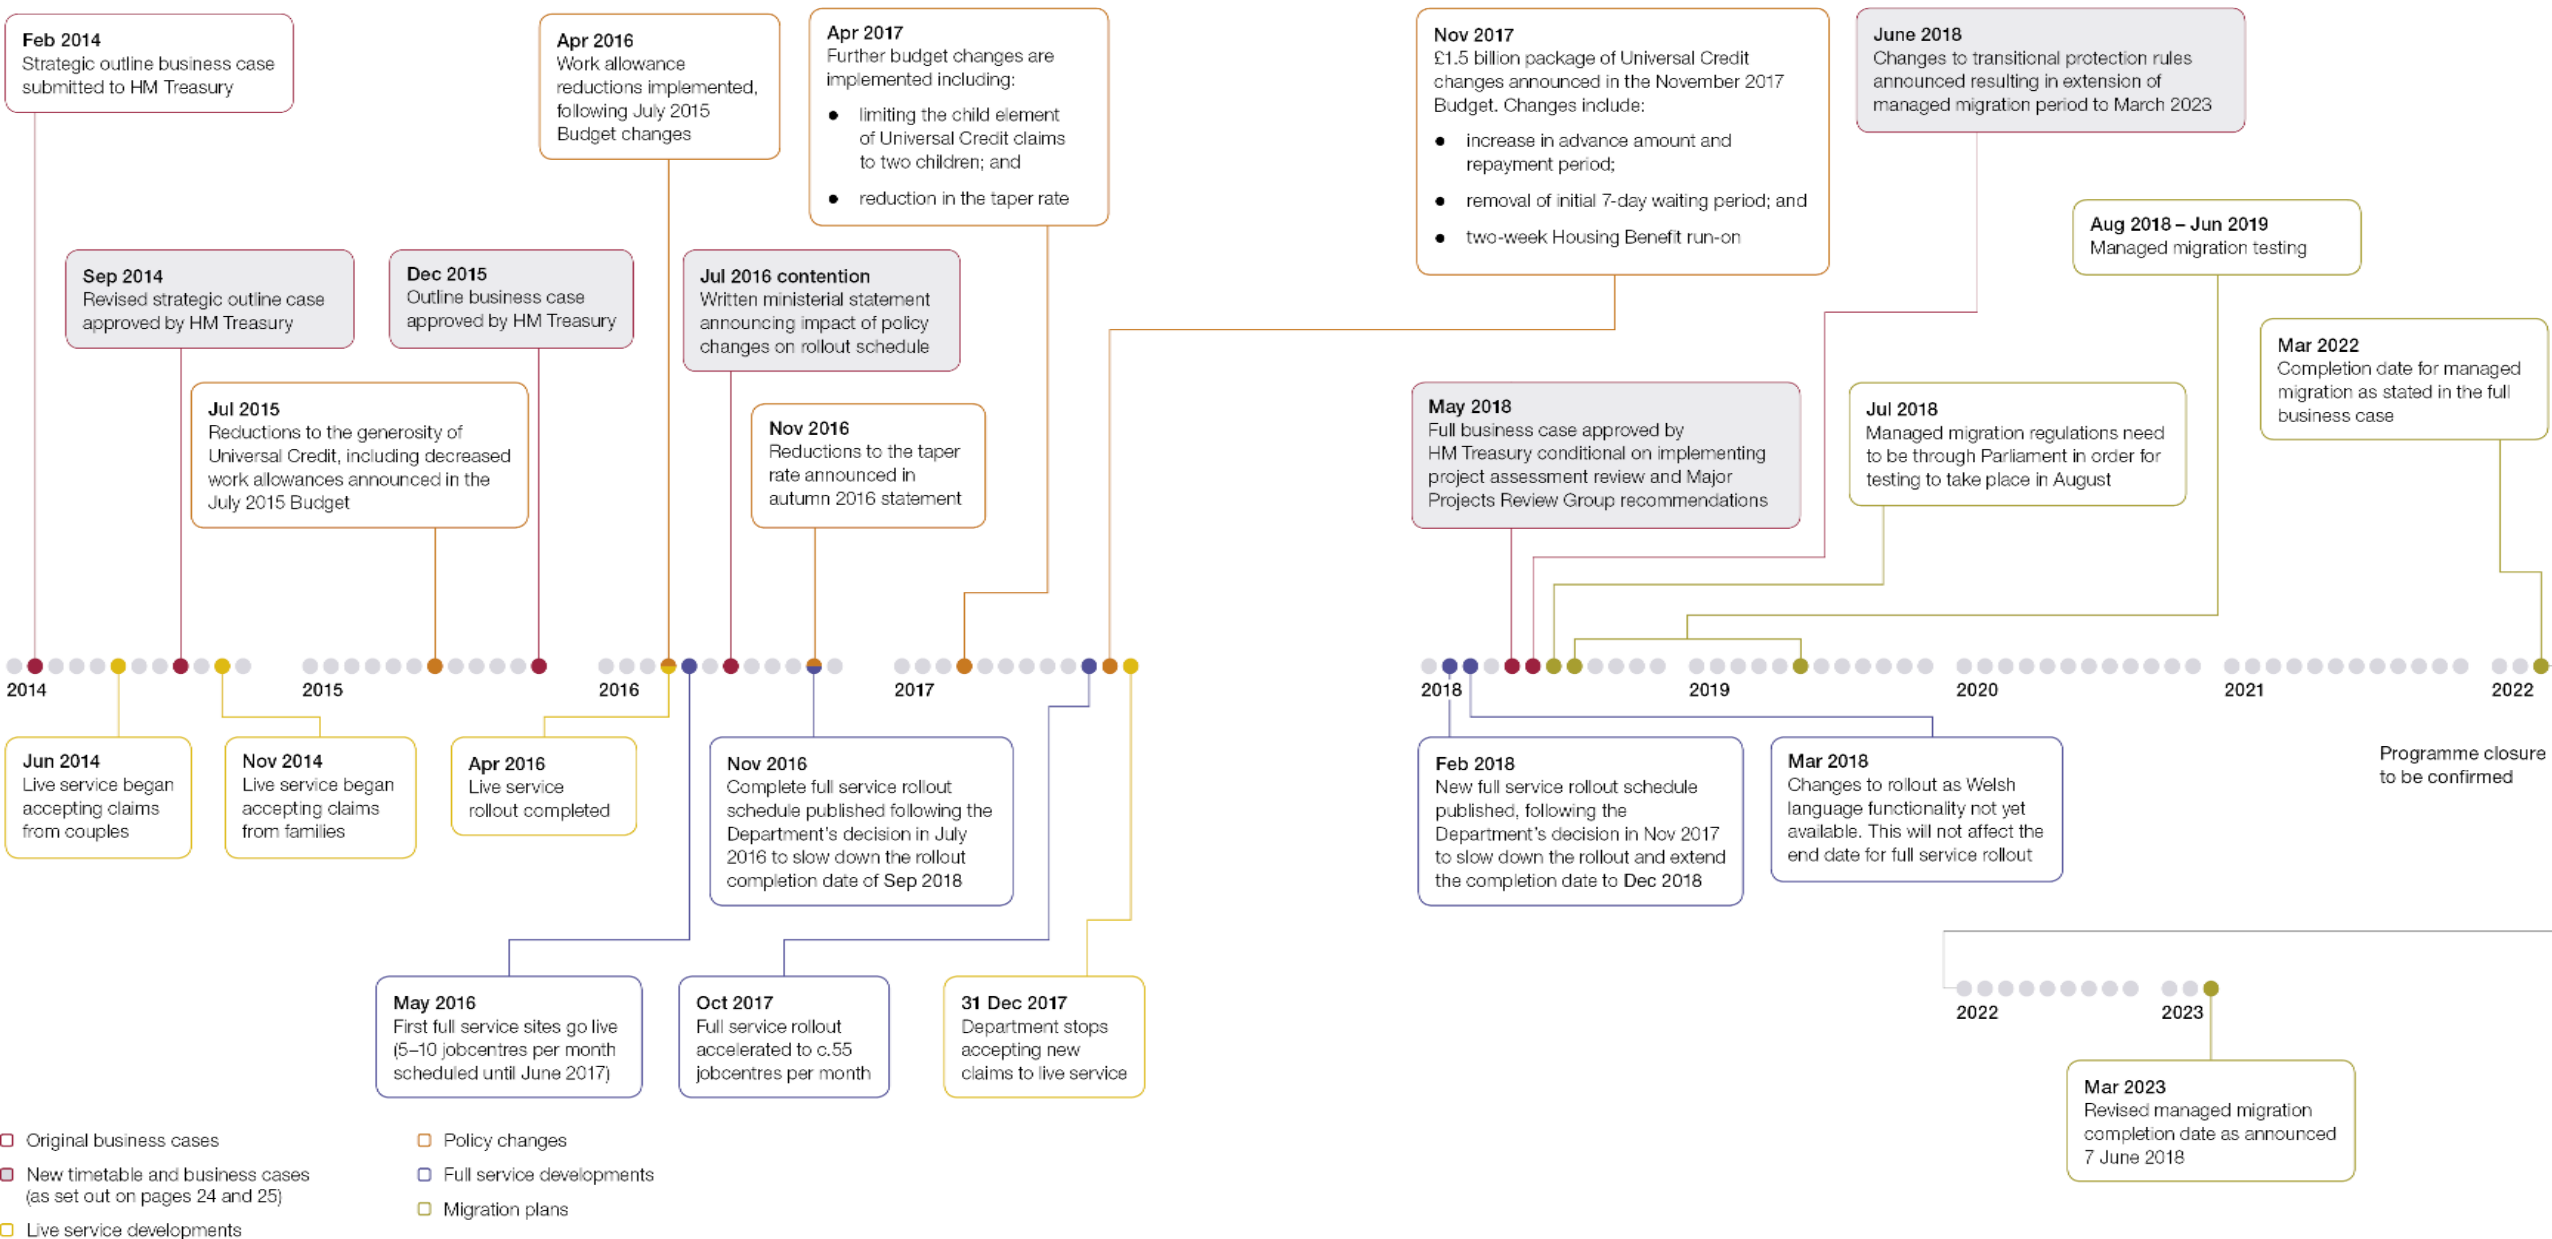 Feb 2014
Strategic outline business case
submitted to HM Treasury
Apr 2016
Work allowance
reductions implemented,
following July 2015
Budget changes
Apr 2017
Further budget changes are
implemented including:
● limiting the child element
of Universal Credit claims
to two children; and
● reduction in the taper rate
Nov 2017
£1.5 billion package of Universal Credit
changes announced in the November 2017
Budget. Changes include:
● increase in advance amount and
repayment period;
● removal of initial 7-day waiting period; and
● two-week Housing Benefit run-on
June 2018
Changes to transitional protection rules
announced resulting in extension of
managed migration period to March 2023
Aug 2018 – Jun 2019
Managed migration testing
Sep 2014
Revised strategic outline case
approved by HM Treasury
Dec 2015
Outline business case
approved by HM Treasury
Jul 2016 contention
Written ministerial statement
announcing impact of policy
changes on rollout schedule
Mar 2022
Completion date for managed
migration as stated in the full
business case
Jul 2015
Reductions to the generosity of
Universal Credit, including decreased
work allowances announced in the
July 2015 Budget
Nov 2016
Reductions to the taper
rate announced in
autumn 2016 statement
May 2018
Full business case approved by
HM Treasury conditional on implementing
project assessment review and Major
Projects Review Group recommendations
Jul 2018
Managed migration regulations need
to be through Parliament in order for
testing to take place in August
2014
2015
2016
2017
2018
2019
2020
2021
2022
Jun 2014
Live service began
accepting claims
from couples
Nov 2014
Live service began
accepting claims
from families
Apr 2016
Live service
rollout completed
Nov 2016
Complete full service rollout
schedule published following the
Department's decision in July
2016 to slow down the rollout
completion date of Sep 2018
Feb 2018
New full service rollout schedule
published, following the
Department's decision in Nov 2017
to slow down the rollout and extend
the completion date to Dec 2018
Mar 2018
Changes to rollout as Welsh
language functionality not yet
available. This will not affect the
end date for full service rollout
Programme closure
to be confirmed
May 2016
First full service sites go live
(5–10 jobcentres per month
scheduled until June 2017)
Oct 2017
Full service rollout
accelerated to c.55
jobcentres per month
31 Dec 2017
Department stops
accepting new
claims to live service
2022
2023
Mar 2023
Revised managed migration
completion date as announced
7 June 2018
Original business cases
New timetable and business cases
(as set out on pages 24 and 25)
Live service developments
Policy changes
Full service developments
Migration plans